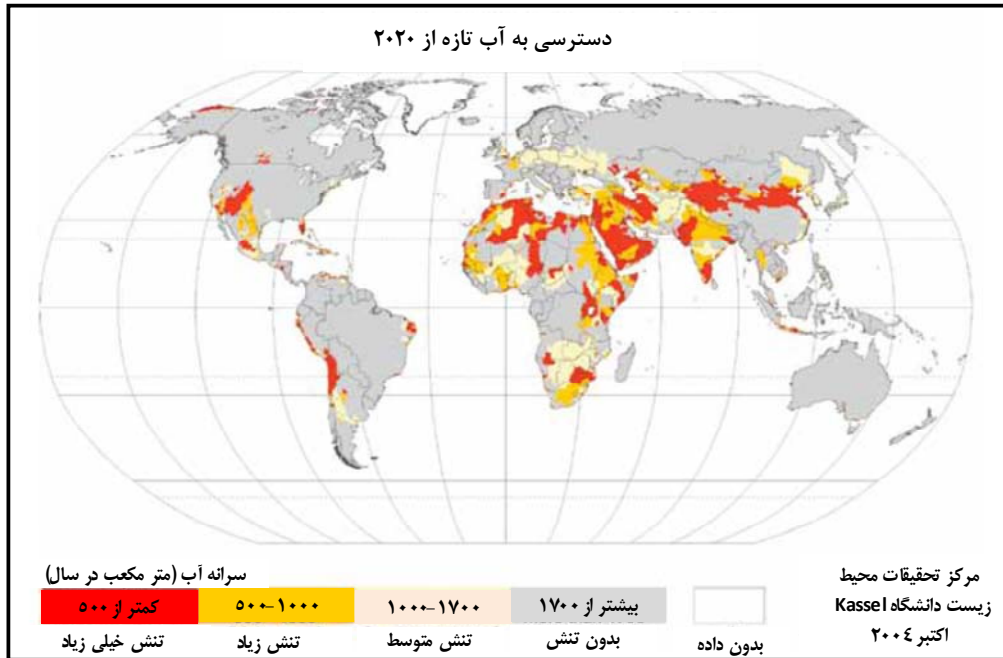 دسترسی به آب تازه از ۲۰۲۰
سرانه آب (متر مکعب در سال)
بیشتر از ۱۷۰۰
۱۰۰۰-۱۷۰۰
۵۰۰-۱۰۰۰
کمتر از ۵۰۰
بدون داده
بدون تنش
تنش متوسط
تنش زیاد
تنش خیلی زیاد
مرکز تحقیقات محیط
زیست دانشگاه Kassel
اکتبر ۲۰۰٤